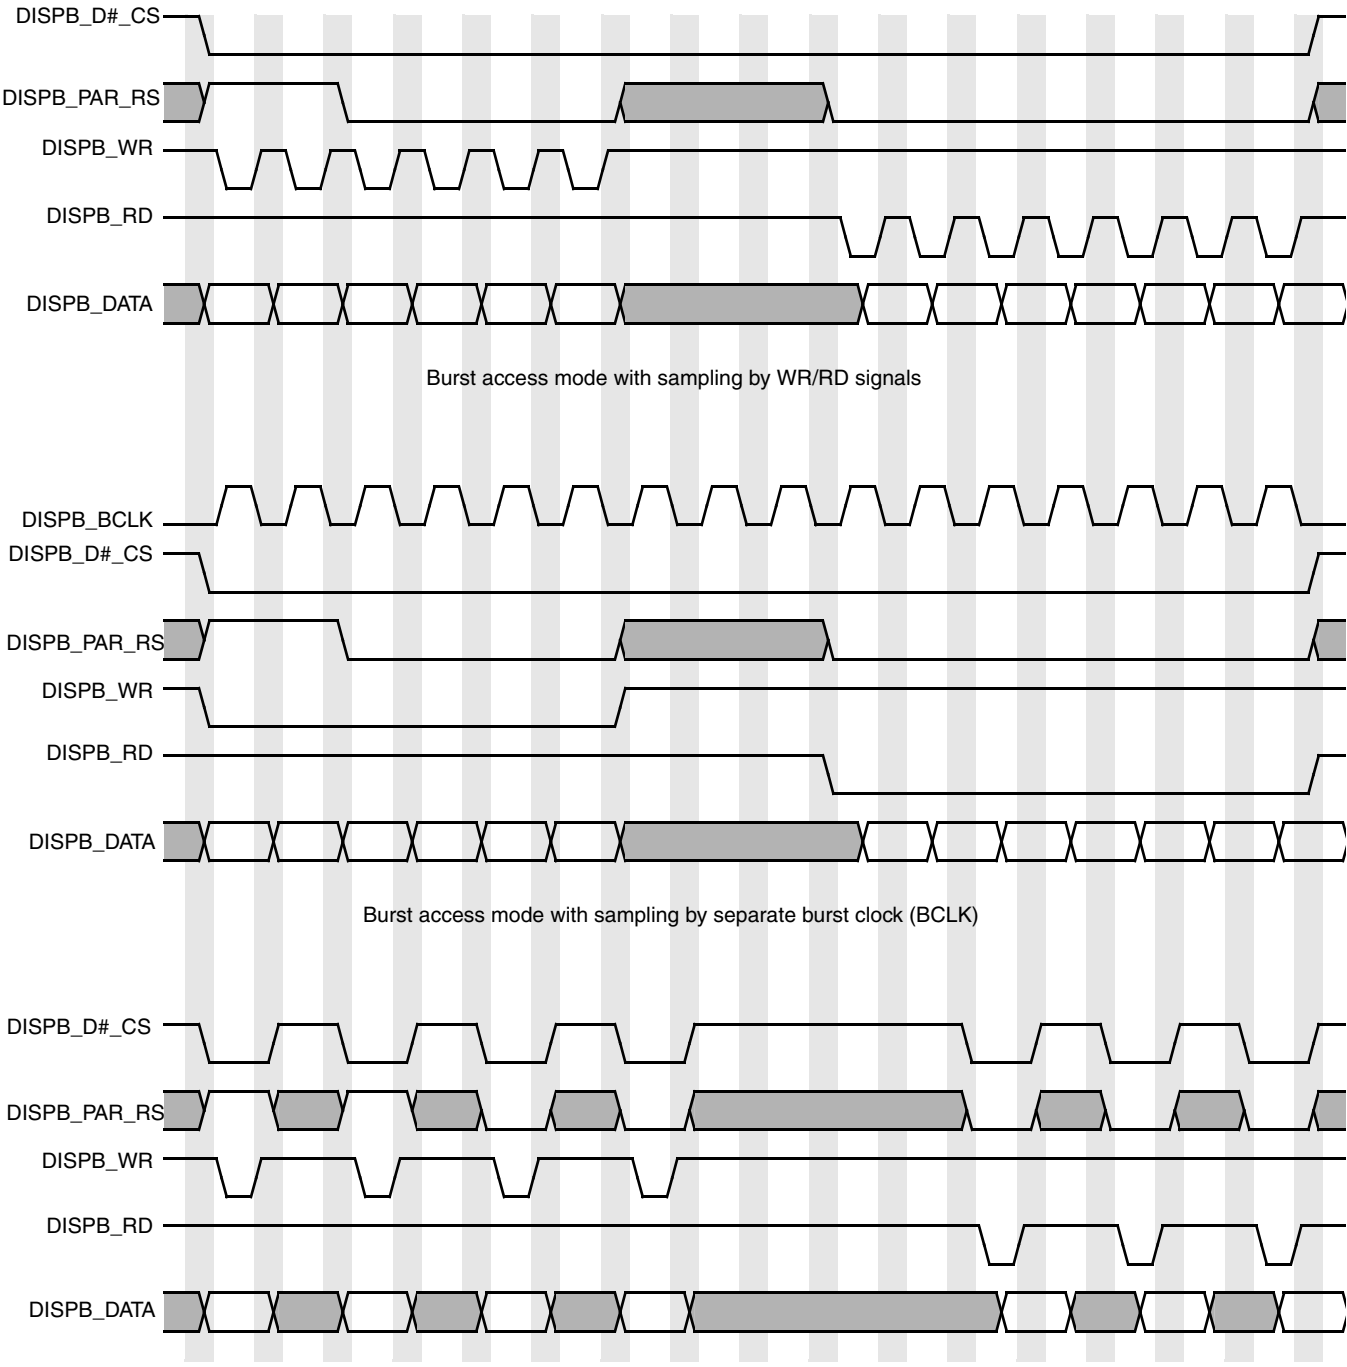 DISPB_D#_CS
DISPB_PAR_RS
DISPB_WR
DISPB_RD
DISPB_DATA
Burst access mode with sampling by WR/RD signals
DISPB_BCLK
DISPB_D#_CS
DISPB_PAR_RS
DISPB_WR
DISPB_RD
DISPB_DATA
Burst access mode with sampling by separate burst clock (BCLK)
DISPB_D#_CS
DISPB_PAR_RS
DISPB_WR
DISPB_RD
DISPB_DATA